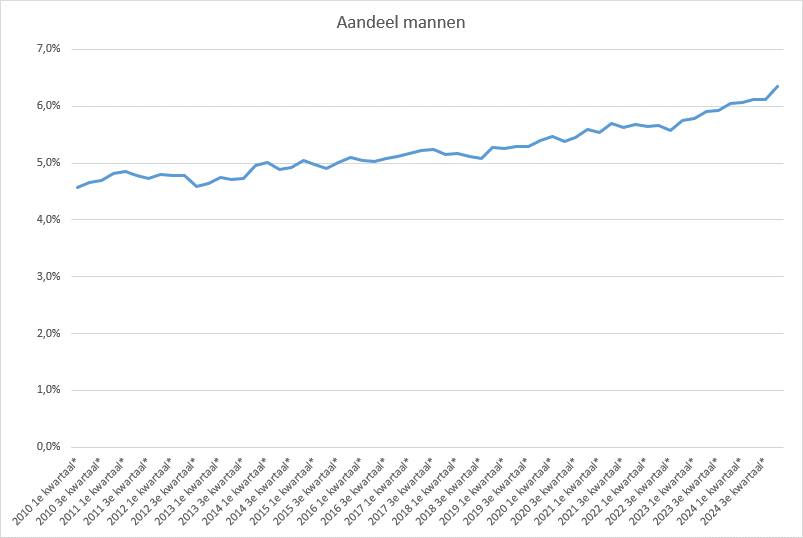 Aandeel mannen
7,0%
6,0%
5,0%
4,0%
3,0%
2,0%
1,0%
0,0%
2010 1e kwartaal*
2010 3e kwartaal*
2011 1e kwartaal*
2011 3e kwartaal*
2012 1e kwartaal*
2012 3e kwartaal*
2013 1e kwartaal*
2013 3e kwartaal*
2014 1e kwartaal*
2014 3e kwartaal*
2015 1e kwartaal*
2015 3e kwartaal*
2016 1e kwartaal*
2016 3e kwartaal*
2017 1e kwartaal*
2017 3e kwartaal*
2018 1e kwartaal*
2018 3e kwartaal*
2019 1e kwartaal*
2019 3e kwartaal*
2020 1e kwartaal*
2020 3e kwartaal*
2021 1e kwartaal*
2021 3e kwartaal*
2022 1e kwartaal*
2022 3e kwartaal*
2023 1e kwartaal*
2023 3e kwartaal*
2024 1e kwartaal*
2024 3e kwartaal*